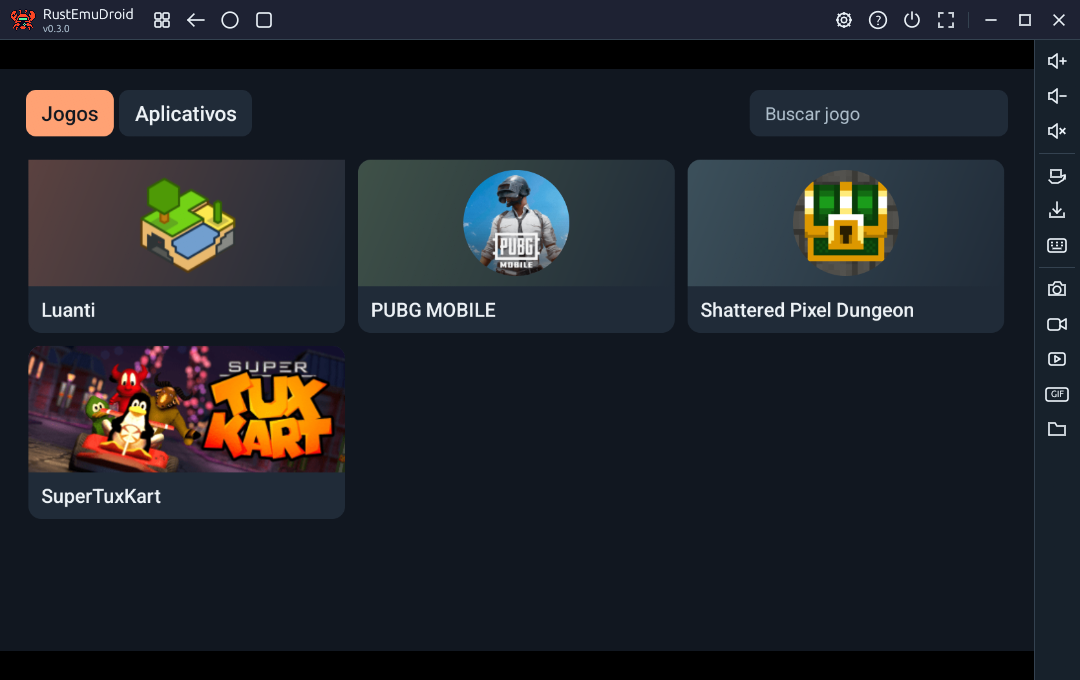 RustEmuDroid
v0.3.0
Jogos
Aplicativos
Buscar jogo
PUBG
MOBILE
Luanti
PUBG MOBILE
Shattered Pixel Dungeon
SUPER
TUX
KART
SuperTuxKart
GIF